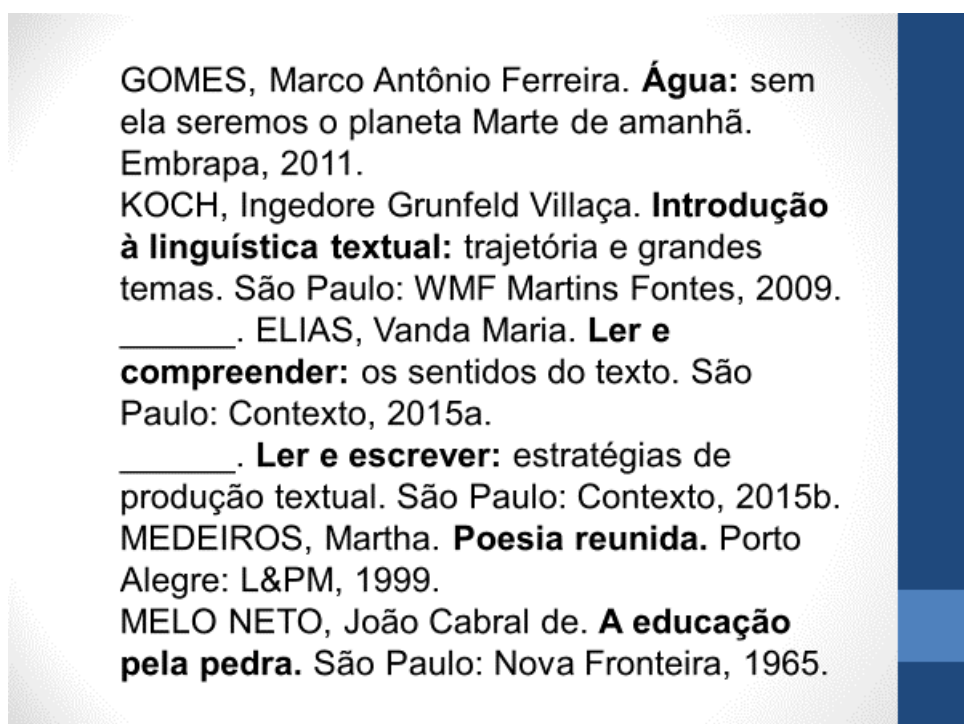 GOMES, Marco Antônio Ferreira. Água: sem
ela seremos o planeta Marte de amanhã.
Embrapa, 2011.
KOCH, Ingedore Grunfeld Villaça. Introdução
à linguística textual: trajetória e grandes
temas. São Paulo: WMF Martins Fontes, 2009.
______. ELIAS, Vanda Maria. Ler e
compreender: os sentidos do texto. São
Paulo: Contexto, 2015a.
______. Ler e escrever: estratégias de
produção textual. São Paulo: Contexto, 2015b.
MEDEIROS, Martha. Poesia reunida. Porto
Alegre: L&PM, 1999.
MELO NETO, João Cabral de. A educação
pela pedra. São Paulo: Nova Fronteira, 1965.